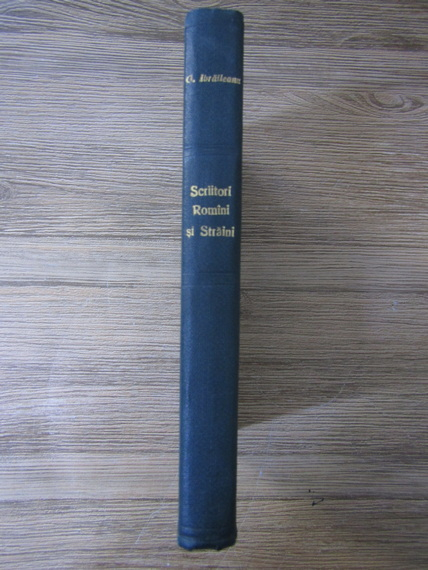 G. Ibrăileanu
Scriitori
Romini
şi Străini